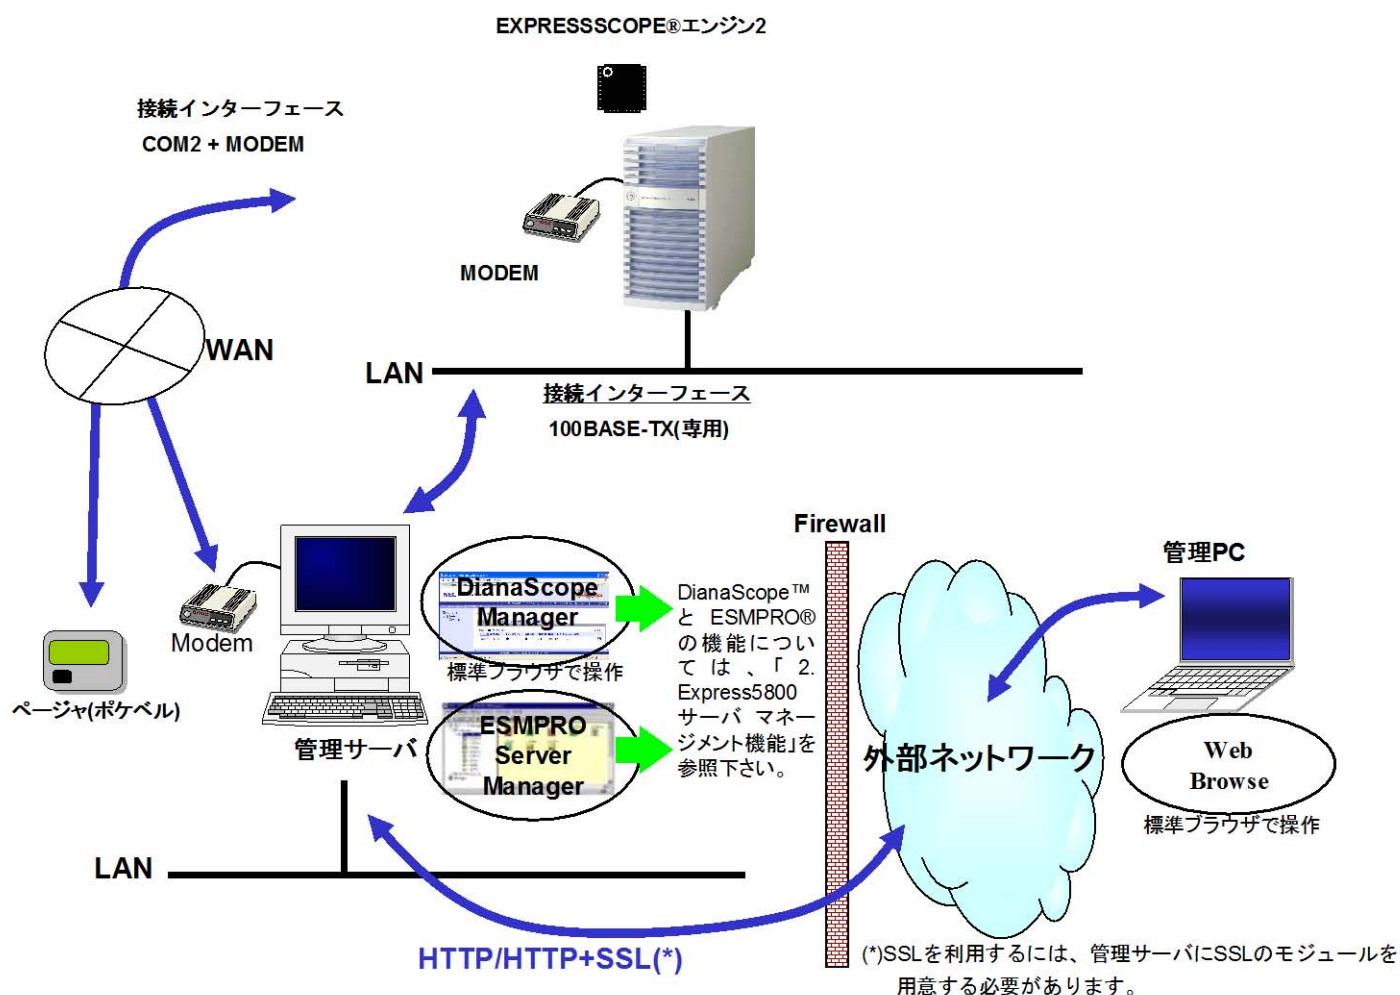 EXPRESSSCOPE®エンジン2
接続インターフェース
COM2 + MODEM
MODEM
WAN
LAN
接続インターフェース
100BASE-TX(専用)
Firewall
管理PC
DianaScope
Manager
標準ブラウザで操作
DianaScope™
と ESMPRO®
の機能につい
ては、「 2.
Express5800
サーバ マネー
ジメント機能」を
参照下さい。
Modem
ページャ(ポケベル)
管理サーバ
ESMPRO
Server
Manager
外部ネットワーク
Web
Browse
標準ブラウザで操作
LAN
HTTP/HTTP+SSL(*)
(*)SSLを利用するには、管理サーバにSSLのモジュールを
用意する必要があります。
NEC